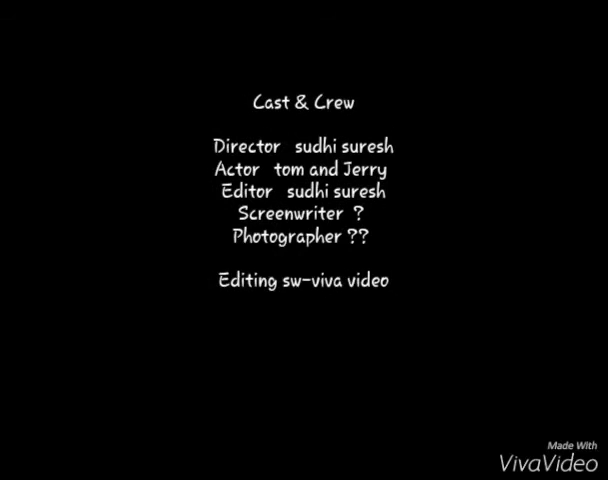 Cast & Crew
Director sudhi suresh
Actor tom and Jerry
Editor sudhi suresh
Screenwriter ?
Photographer ??
Editing sw-viva video
Made With
VivaVideo